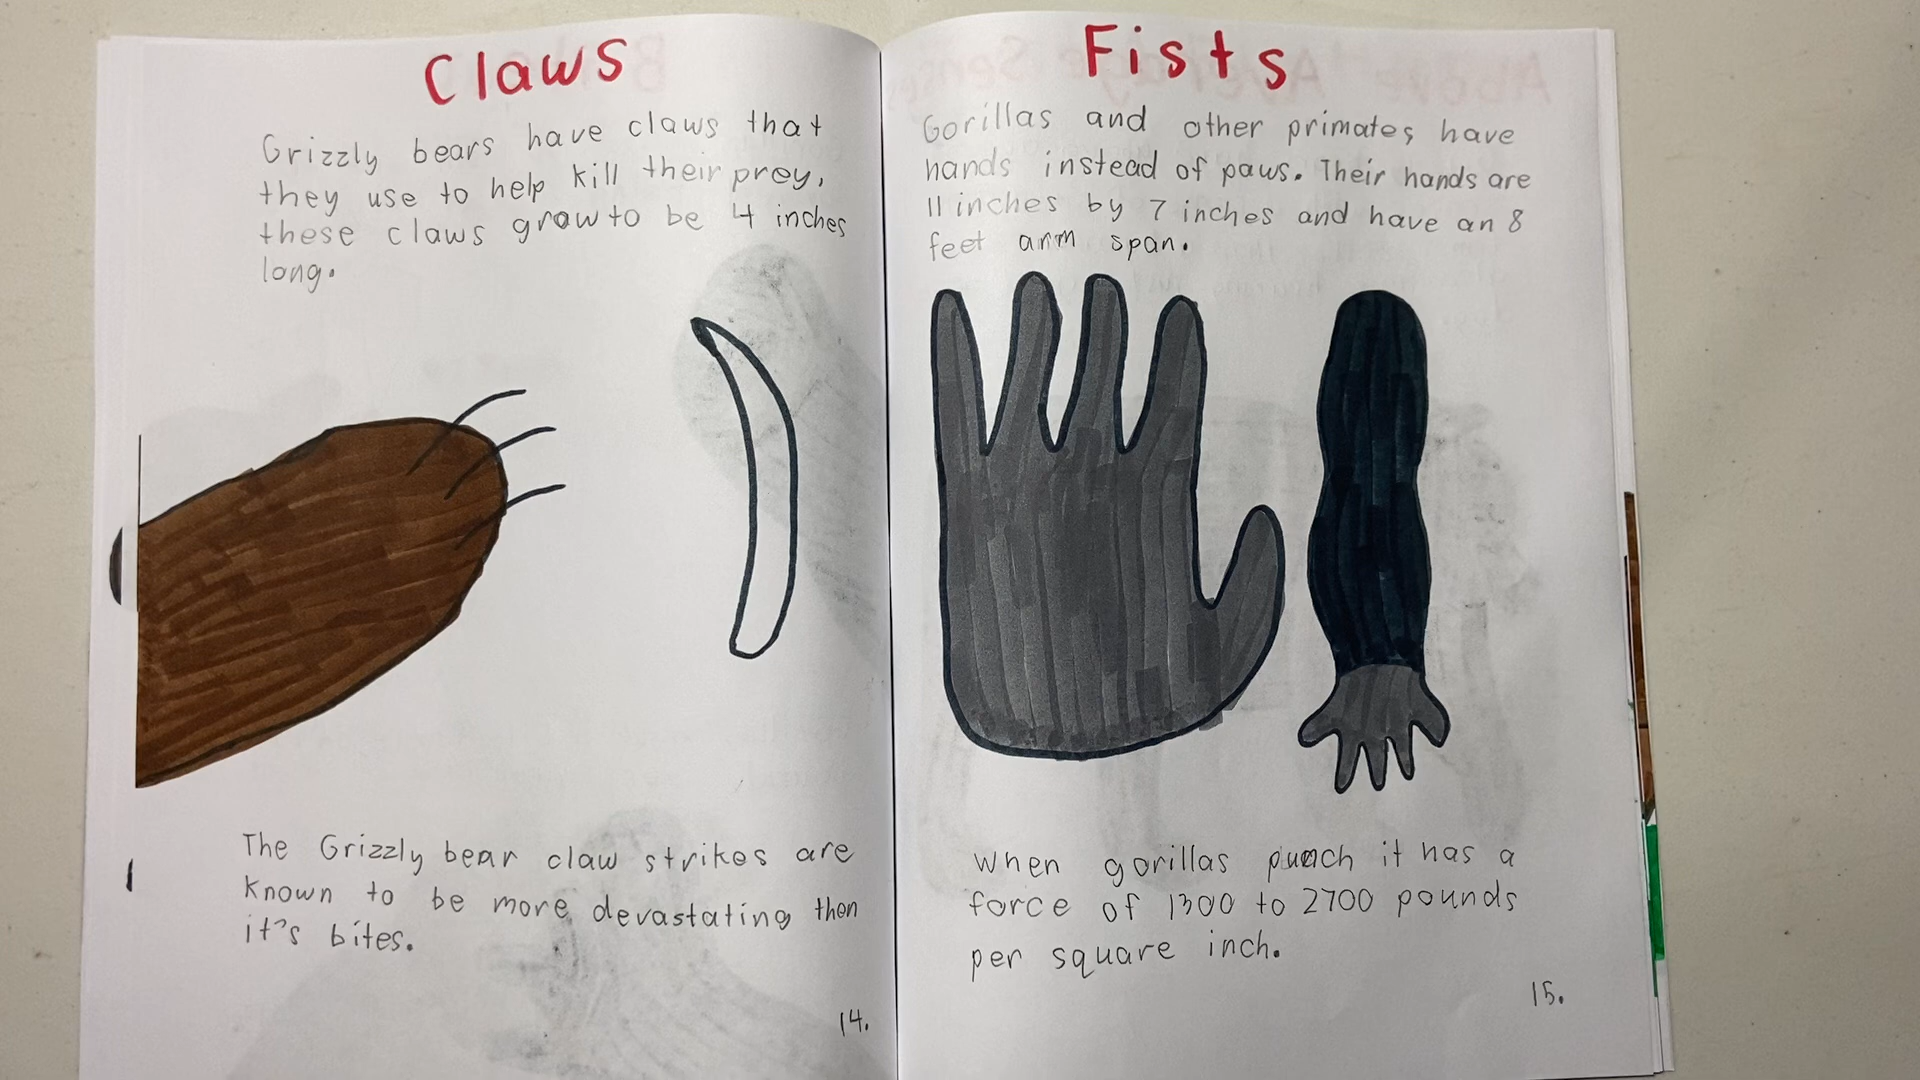 Claws
Grizzly bears have claws that
they use to help kill their prey,
these claws grow to be 4 inches
long.
The Grizzly bear claw strikes are
known to be more devastating then
it's bites.
14.
Fists
Gorillas and other primates have
hands instead of paws. Their hands are
11 inches by 7 inches and have an 8
feet arm span.
When gorillas punch it has a
force of 1300 to 2700 pounds
per square inch.
15.